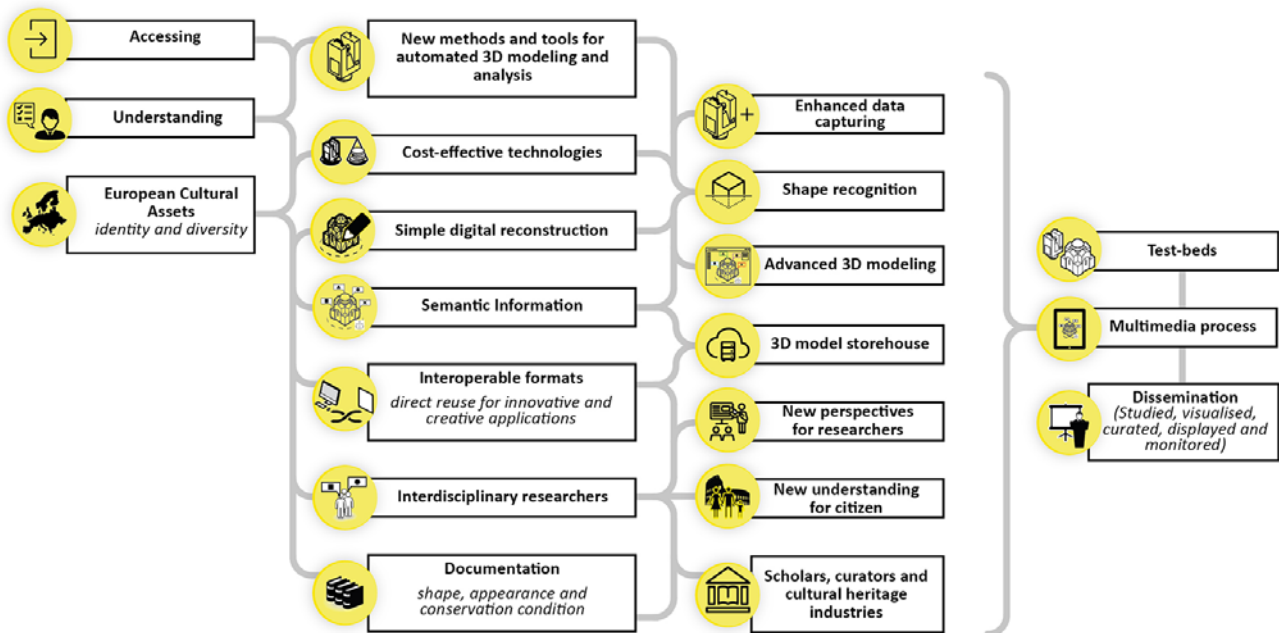 Accessing
Understanding
European Cultural
Assets
identity and diversity
New methods and tools for
automated 3D modeling and
analysis
Cost-effective technologies
Simple digital reconstruction
Semantic Information
Interoperable formats
direct reuse for innovative and
creative applications
Interdisciplinary researchers
Documentation
shape, appearance and
conservation condition
Enhanced data
capturing
Shape recognition
Advanced 3D modeling
3D model storehouse
New perspectives
for researchers
New understanding
for citizen
Scholars, curators and
cultural heritage
industries
Test-beds
Multimedia process
Dissemination
(Studied, visualised,
curated, displayed and
monitored)